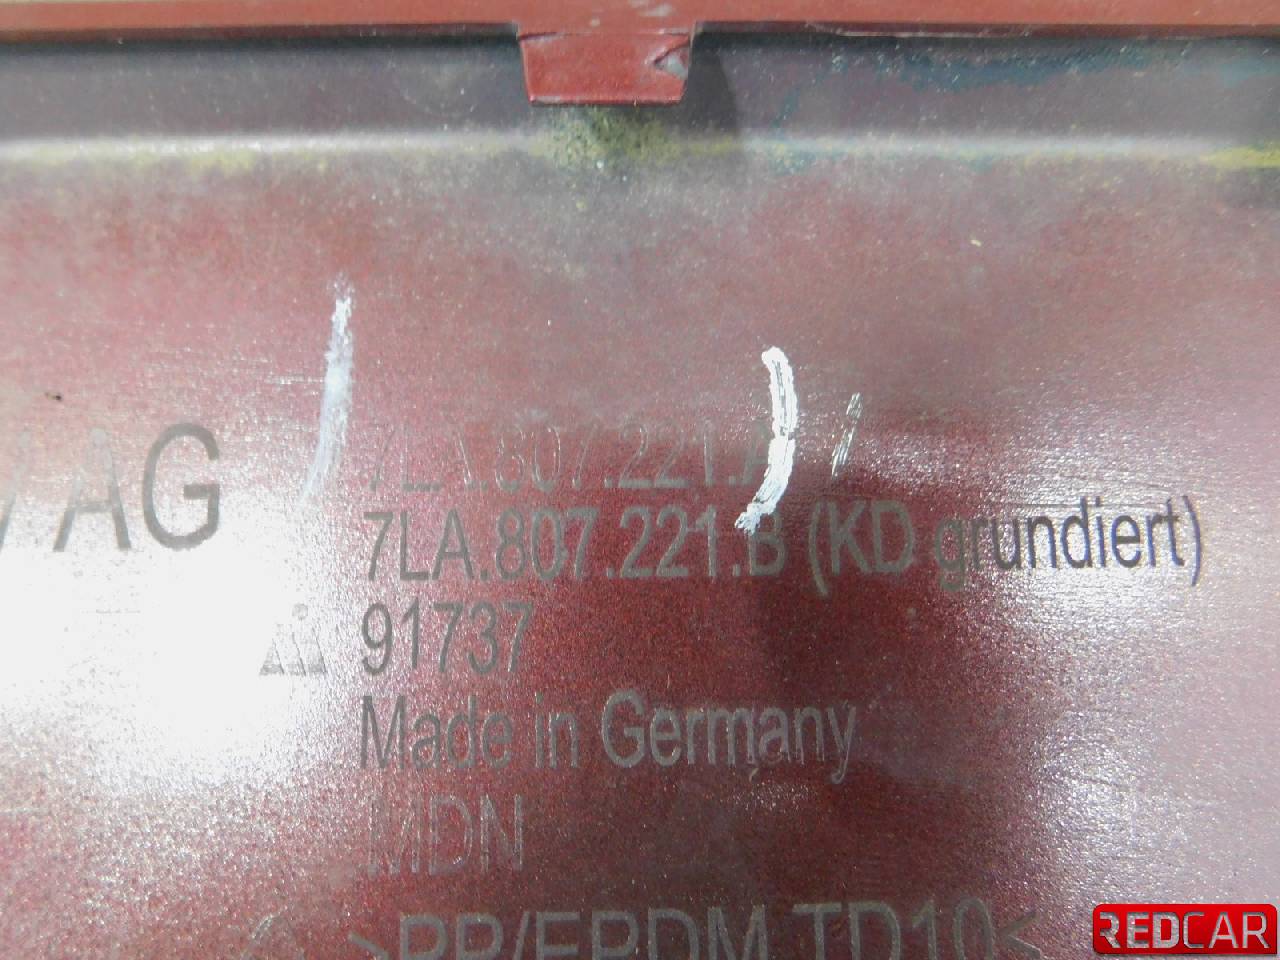 AG 7LA.807.221.A
7LA.807.221.B (KD grundiert)
91737
Made in Germany
MDN
>PP/EPDM TD10<
REDCAR